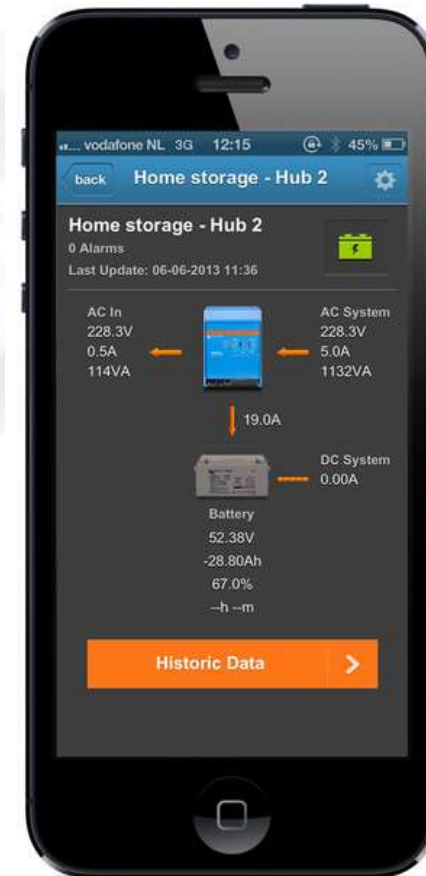 vodafone NL 3G 12:15 45%
back Home storage - Hub 2
Home storage - Hub 2
0 Alarms
Last Update: 06-06-2013 11:36
AC In
228.3V
0.5A
114VA
AC System
228.3V
5.0A
1132VA
19.0A
DC System
0.00A
Battery
52.38V
-28.80Ah
67.0%
--h --m
Historic Data